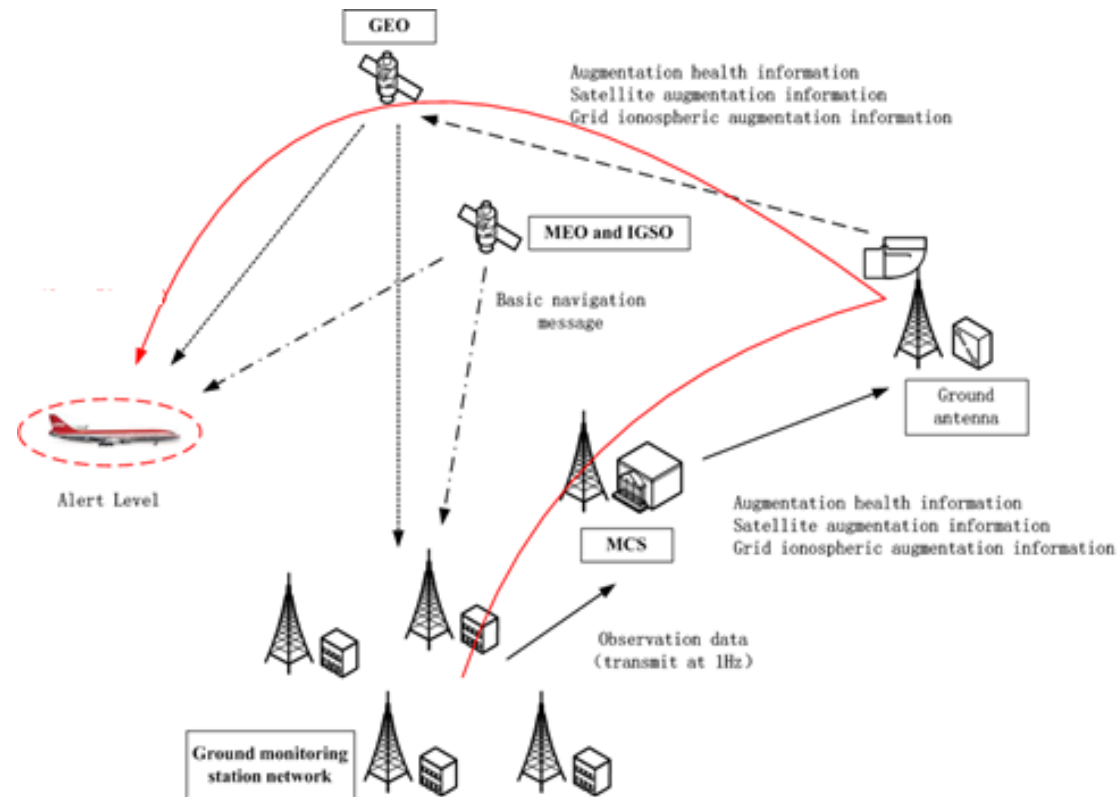 GEO
Augmentation health information
Satellite augmentation information
Grid ionospheric augmentation information
MEO and IGSO
Basic navigation
message
Ground
antenna
Alert Level
MCS
Augmentation health information
Satellite augmentation information
Grid ionospheric augmentation information
Observation data
(transmit at 1Hz)
Ground monitoring
station network